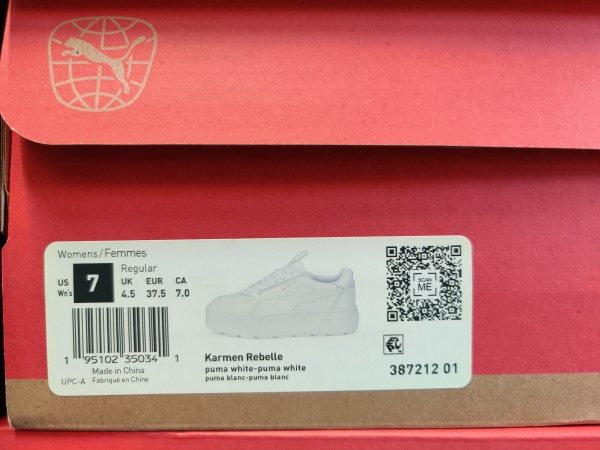 Womens/Femmes
Regular
US UK EUR CA
Wn's 7 4.5 37.5 7.0
1 95102 35034 1
Made in China
UPC-A Fabriqué en Chine
Karmen Rebelle
puma white-puma white
puma blanc-puma blanc
SCAN
ME
387212 01